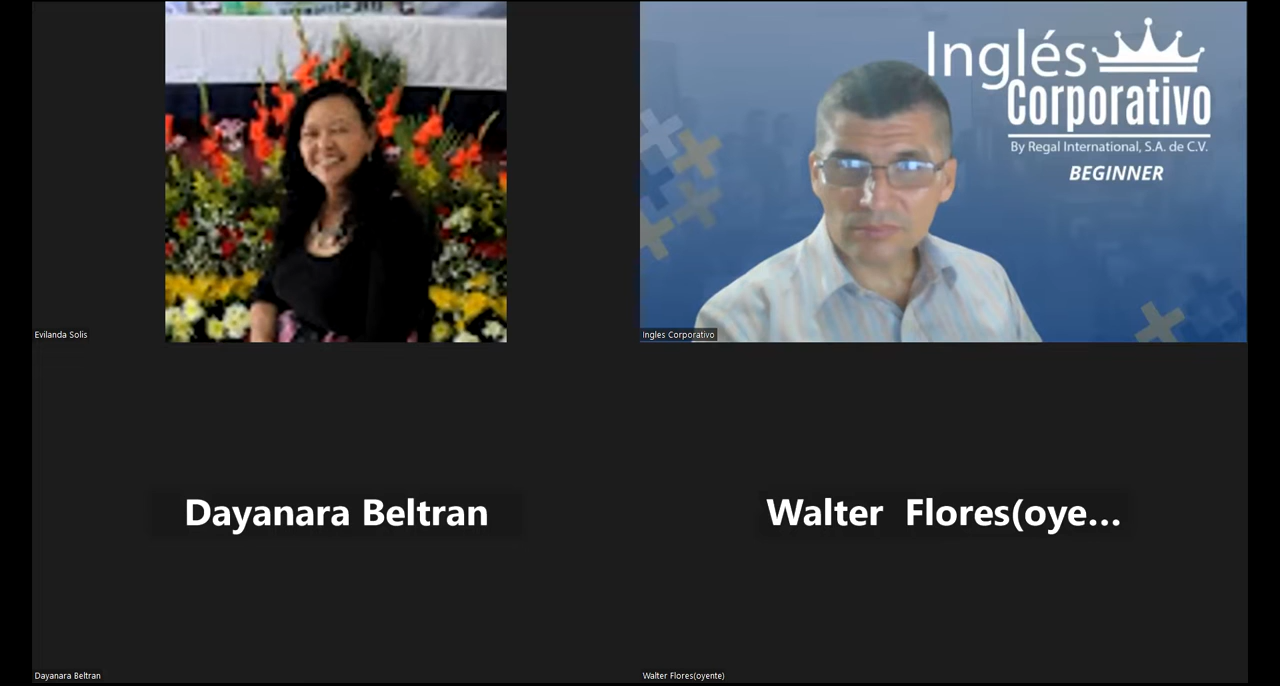 Inglés
Corporativo
By Regal International, S.A. de C.V.
BEGINNER
Evilanda Solis
Ingles Corporativo
Dayanara Beltran
Walter Flores(oye...
Dayanara Beltran
Walter Flores(oyente)